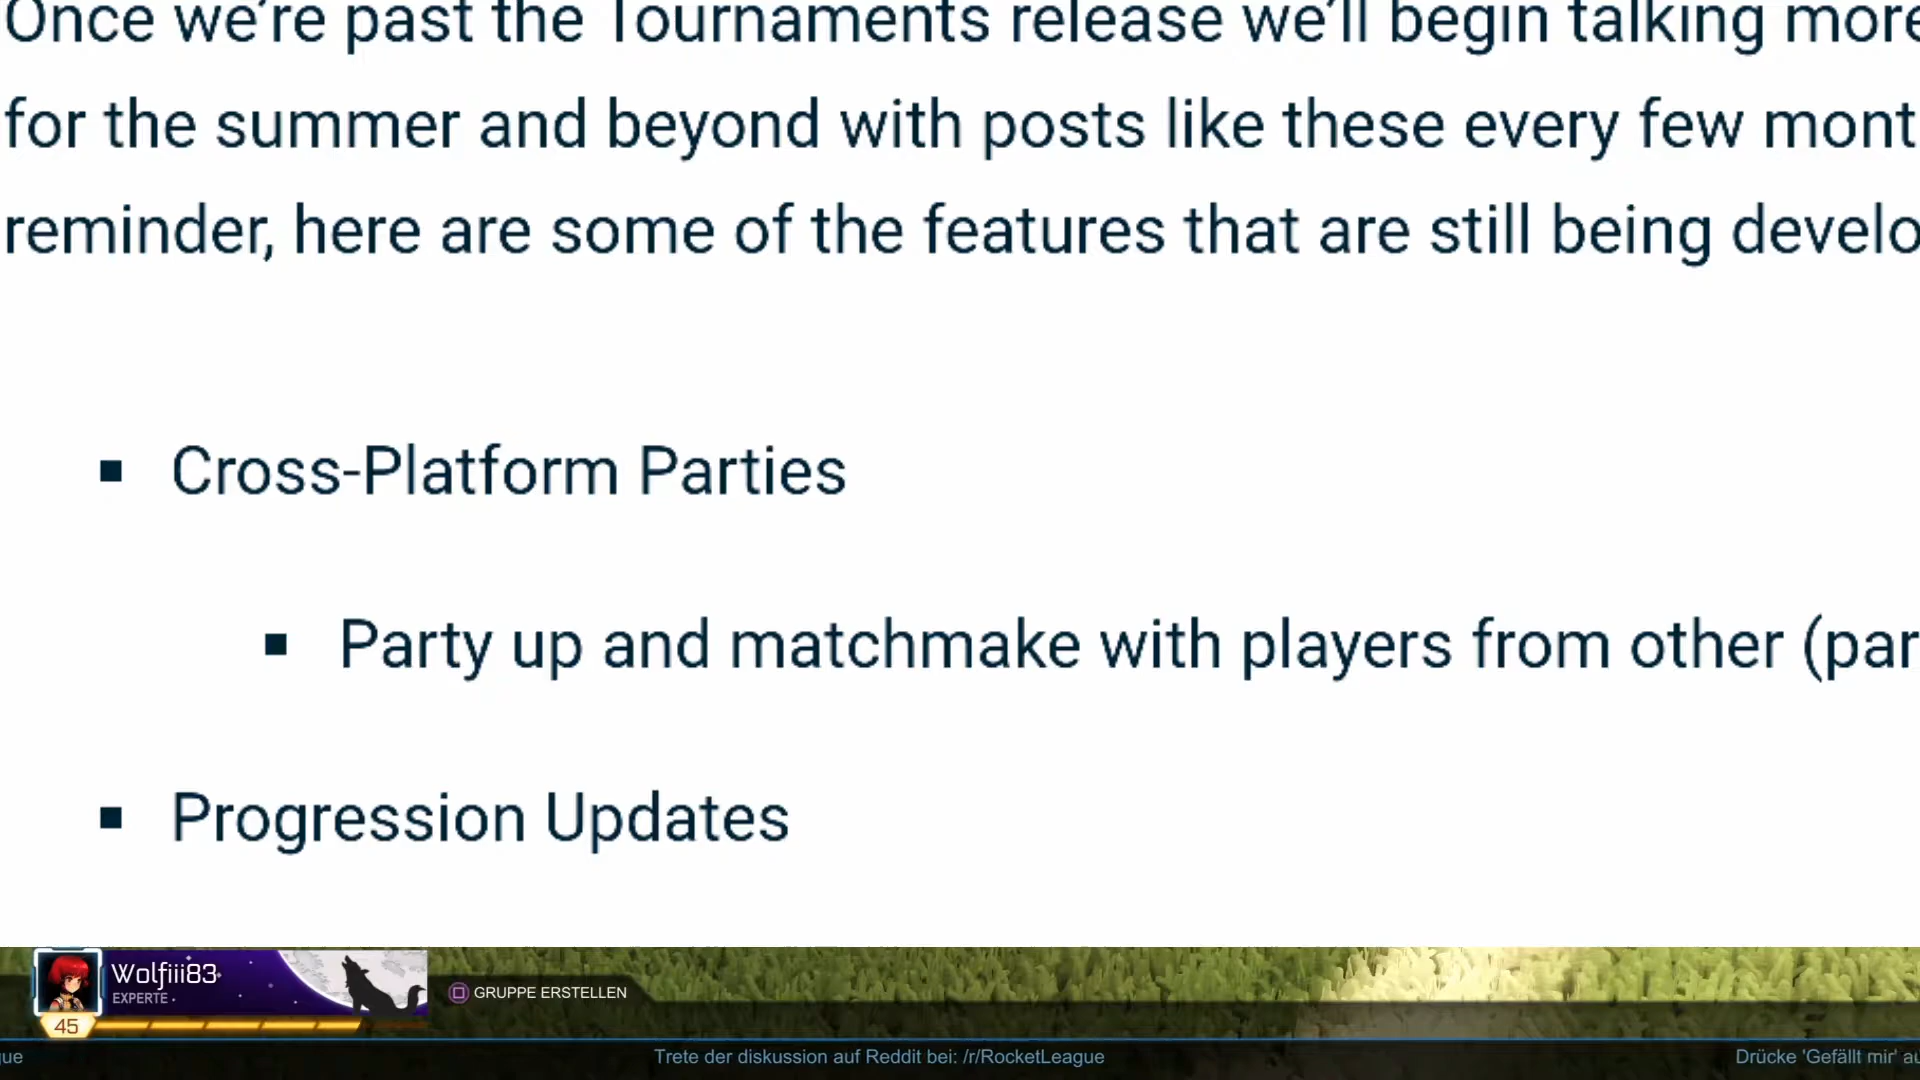 Once we're past the Tournaments release we'll begin talking more
for the summer and beyond with posts like these every few mont
reminder, here are some of the features that are still being develo
▪ Cross-Platform Parties
▪ Party up and matchmake with players from other (par
▪ Progression Updates
Wolfiii83
EXPERTE
GRUPPE ERSTELLEN
45
gue Trete der diskussion auf Reddit bei: /r/RocketLeague Drücke 'Gefällt mir' au